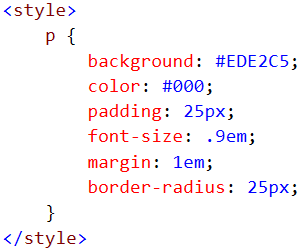 <style>
p {
background: #EDE2C5;
color: #000;
padding: 25px;
font-size: .9em;
margin: 1em;
border-radius: 25px;
}
</style>